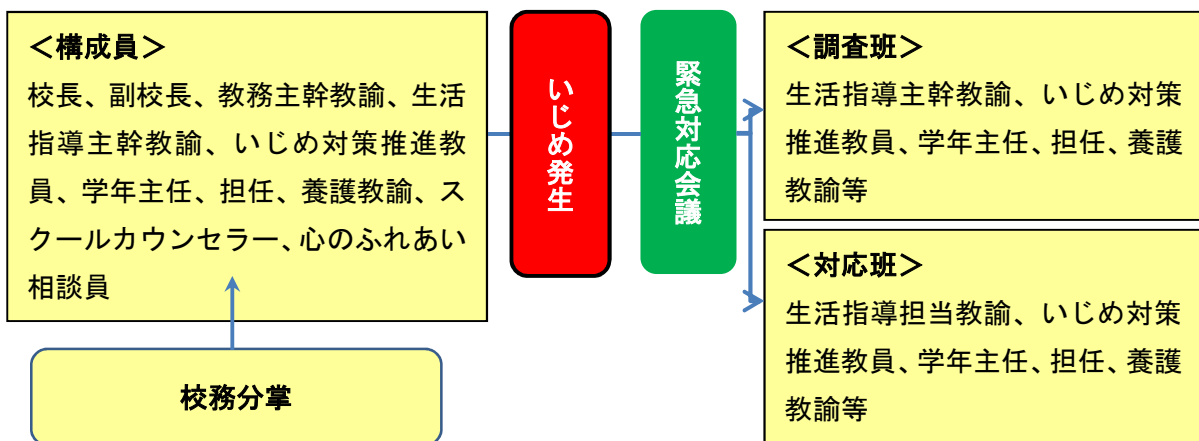 ＜構成員＞
校長、副校長、教務主幹教諭、生活
指導主幹教諭、いじめ対策推進教
員、学年主任、担任、養護教諭、ス
クールカウンセラー、心のふれあい
相談員
校務分掌
いじめ発生
緊急対応会議
＜調査班＞
生活指導主幹教諭、いじめ対策
推進教員、学年主任、担任、養護
教諭等
＜対応班＞
生活指導担当教諭、いじめ対策
推進教員、学年主任、担任、養護
教諭等